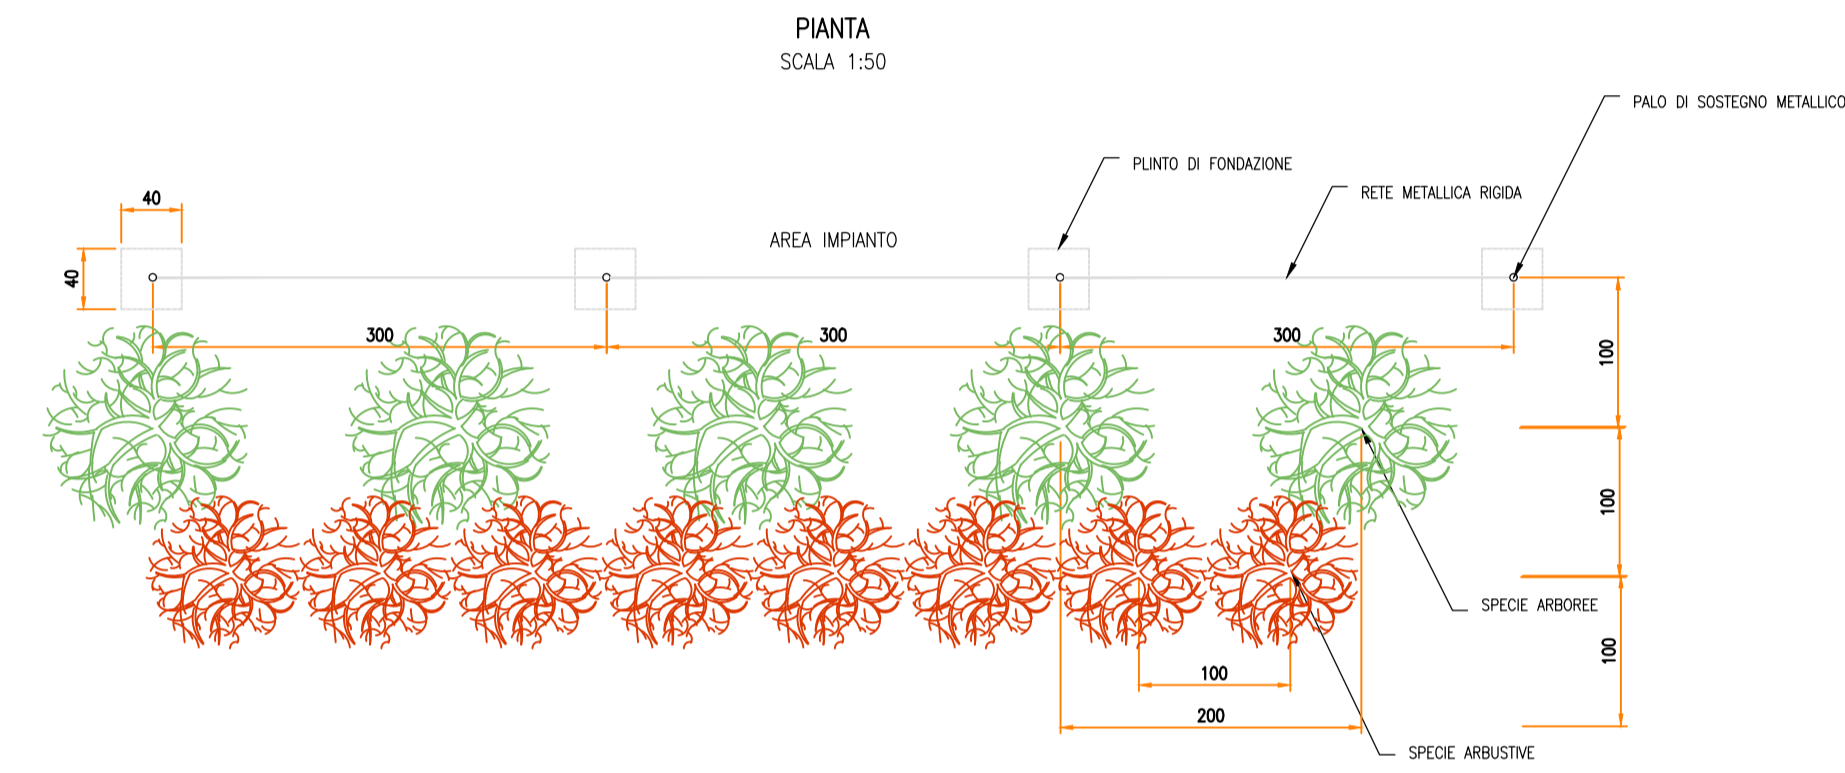 PIANTA
SCALA 1:50
PALO DI SOSTEGNO METALLICO
PLINTO DI FONDAZIONE
RETE METALLICA RIGIDA
40
AREA IMPIANTO
40
300
300
300
100
100
SPECIE ARBOREE
100
100
200
SPECIE ARBUSTIVE